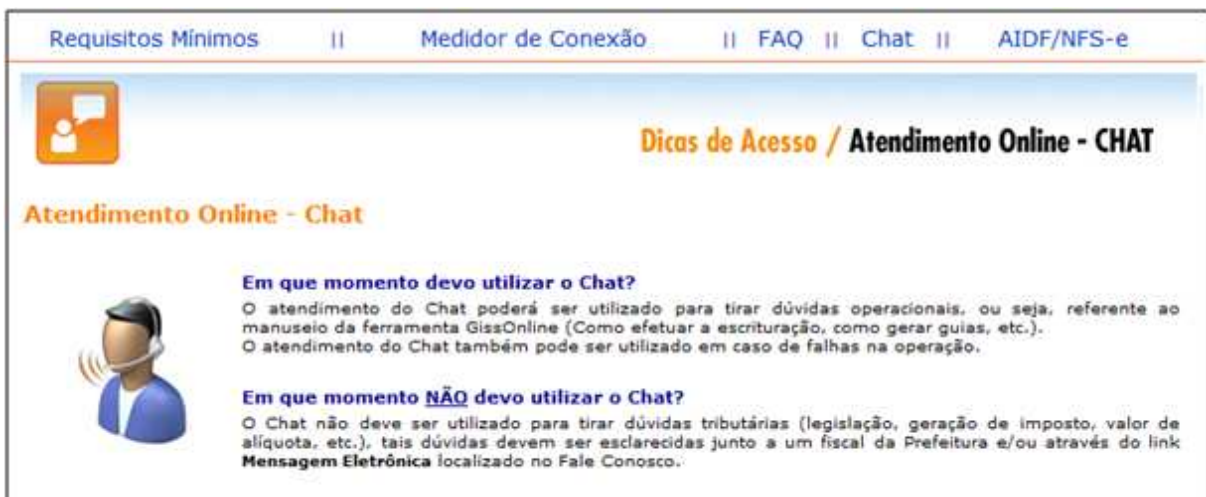 Requisitos Mínimos || Medidor de Conexão || FAQ || Chat || AIDF/NFS-e
Dicas de Acesso / Atendimento Online - CHAT
Atendimento Online - Chat
Em que momento devo utilizar o Chat?
O atendimento do Chat poderá ser utilizado para tirar dúvidas operacionais, ou seja, referente ao
manuseio da ferramenta GissOnline (Como efetuar a escrituração, como gerar guias, etc.).
O atendimento do Chat também pode ser utilizado em caso de falhas na operação.
Em que momento NÃO devo utilizar o Chat?
O Chat não deve ser utilizado para tirar dúvidas tributárias (legislação, geração de imposto, valor de
alíquota, etc.), tais dúvidas devem ser esclarecidas junto a um fiscal da Prefeitura e/ou através do link
Mensagem Eletrônica localizado no Fale Conosco.